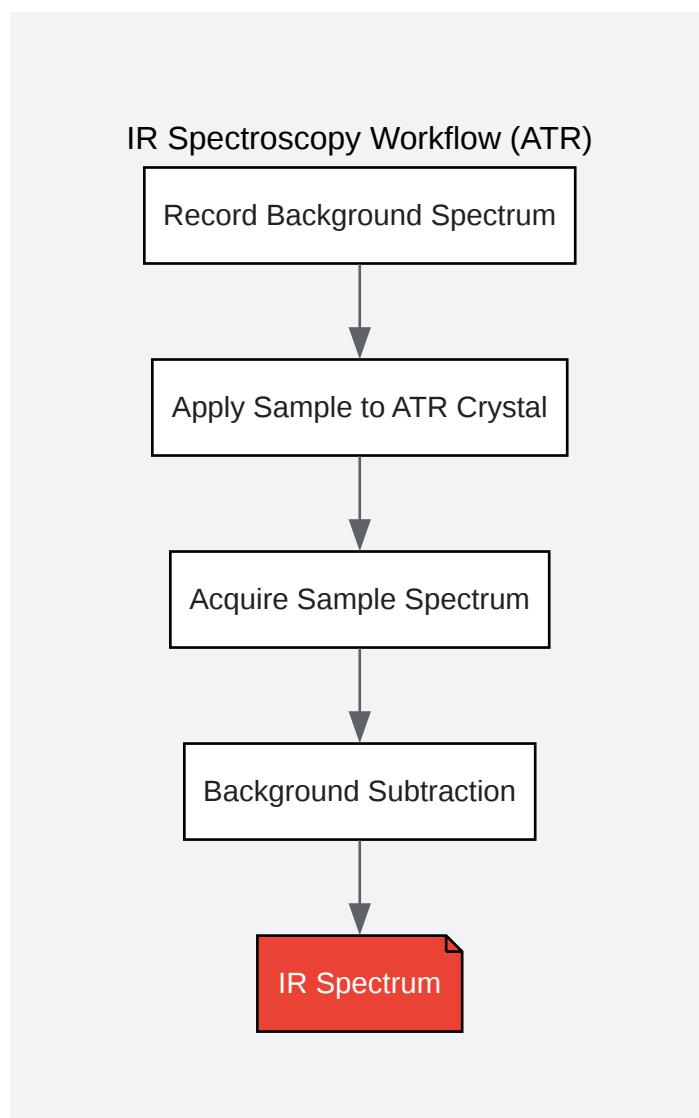 IR Spectroscopy Workflow (ATR)
Record Background Spectrum
Apply Sample to ATR Crystal
Acquire Sample Spectrum
Background Subtraction
IR Spectrum